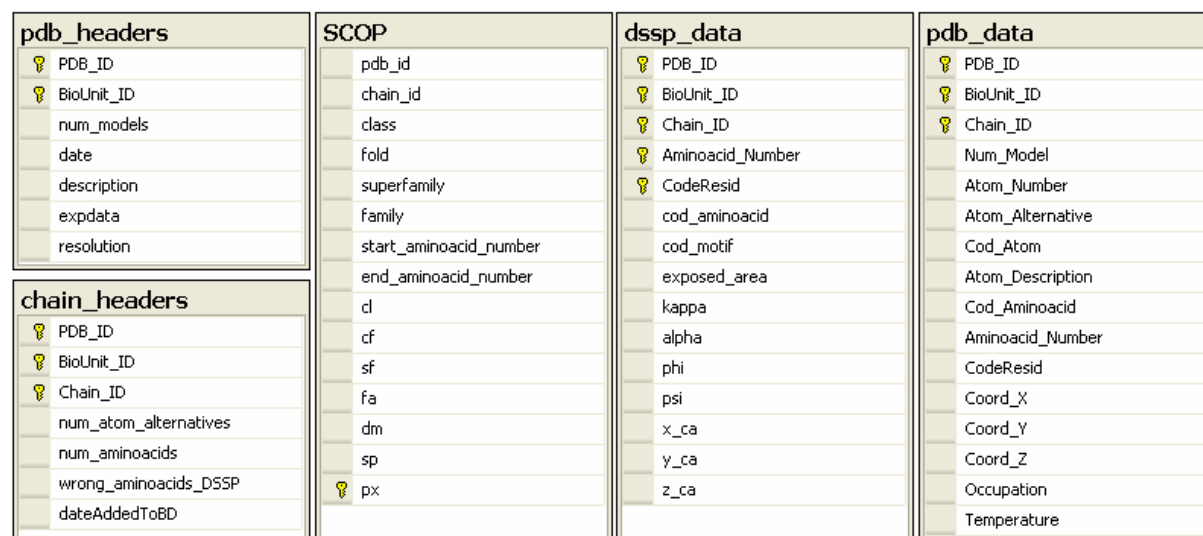 pdb_headers
PDB_ID
BioUnit_ID
num_models
date
description
expdata
resolution
chain_headers
PDB_ID
BioUnit_ID
Chain_ID
num_atom_alternatives
num_aminoacids
wrong_aminoacids_DSSP
dateAddedToBD
SCOP
pdb_id
chain_id
class
fold
superfamily
family
start_aminoacid_number
end_aminoacid_number
cl
cf
sf
fa
dm
sp
px
dssp_data
PDB_ID
BioUnit_ID
Chain_ID
Aminoacid_Number
CodeResid
cod_aminoacid
cod_motif
exposed_area
kappa
alpha
phi
psi
x_ca
y_ca
z_ca
pdb_data
PDB_ID
BioUnit_ID
Chain_ID
Num_Model
Atom_Number
Atom_Alternative
Cod_Atom
Atom_Description
Cod_Aminoacid
Aminoacid_Number
CodeResid
Coord_X
Coord_Y
Coord_Z
Occupation
Temperature